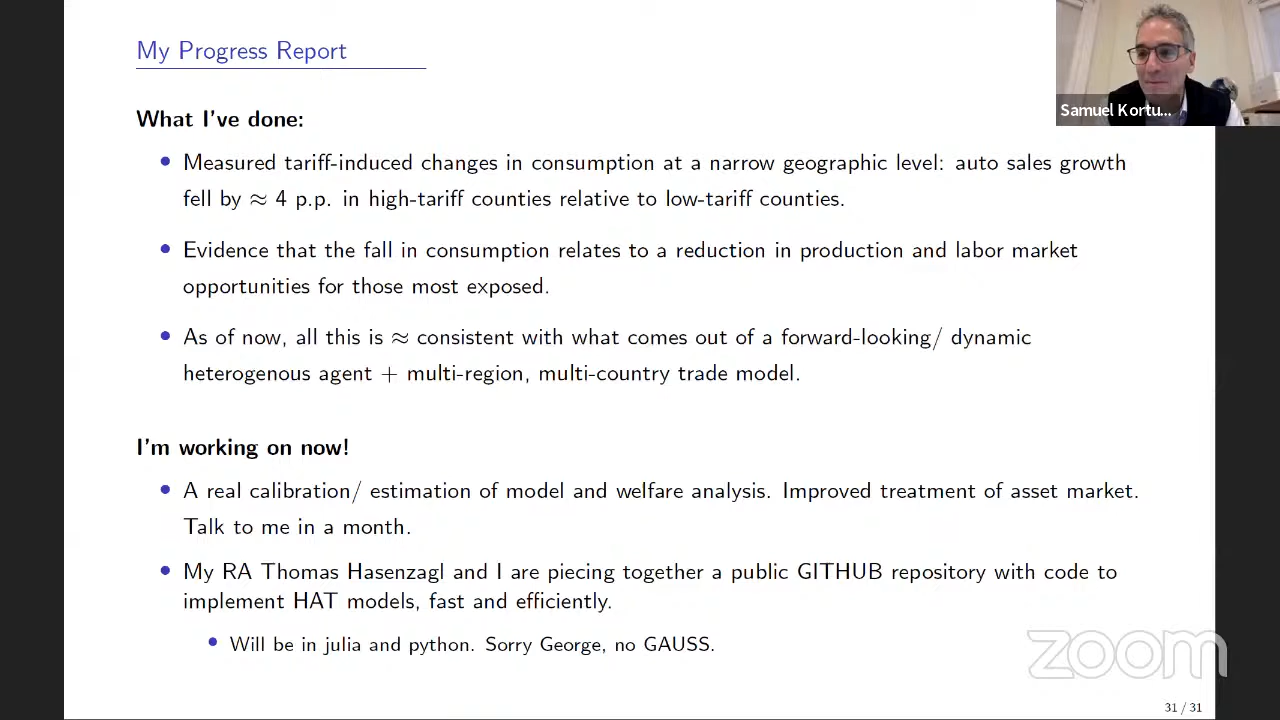 My Progress Report
Samuel Kortu...
What I've done:
• Measured tariff-induced changes in consumption at a narrow geographic level: auto sales growth
fell by ≈ 4 p.p. in high-tariff counties relative to low-tariff counties.
• Evidence that the fall in consumption relates to a reduction in production and labor market
opportunities for those most exposed.
• As of now, all this is ≈ consistent with what comes out of a forward-looking/ dynamic
heterogenous agent + multi-region, multi-country trade model.
I'm working on now!
• A real calibration/ estimation of model and welfare analysis. Improved treatment of asset market.
Talk to me in a month.
• My RA Thomas Hasenzagl and I are piecing together a public GITHUB repository with code to
implement HAT models, fast and efficiently.
• Will be in julia and python. Sorry George, no GAUSS.
zoom
31 / 31